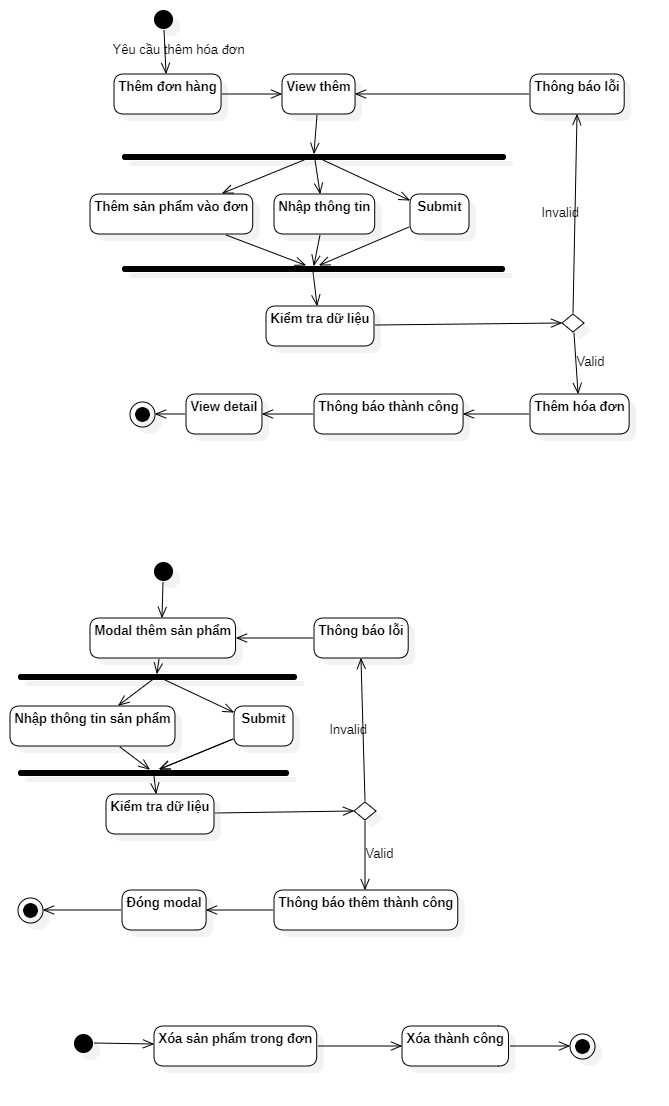 Yêu cầu thêm hóa đơn
Thêm đơn hàng
View thêm
Thông báo lỗi
Thêm sản phẩm vào đơn
Nhập thông tin
Submit
Invalid
Kiểm tra dữ liệu
Valid
View detail
Thông báo thành công
Thêm hóa đơn
Modal thêm sản phẩm
Thông báo lỗi
Nhập thông tin sản phẩm
Submit
Invalid
Kiểm tra dữ liệu
Valid
Đóng modal
Thông báo thêm thành công
Xóa sản phẩm trong đơn
Xóa thành công